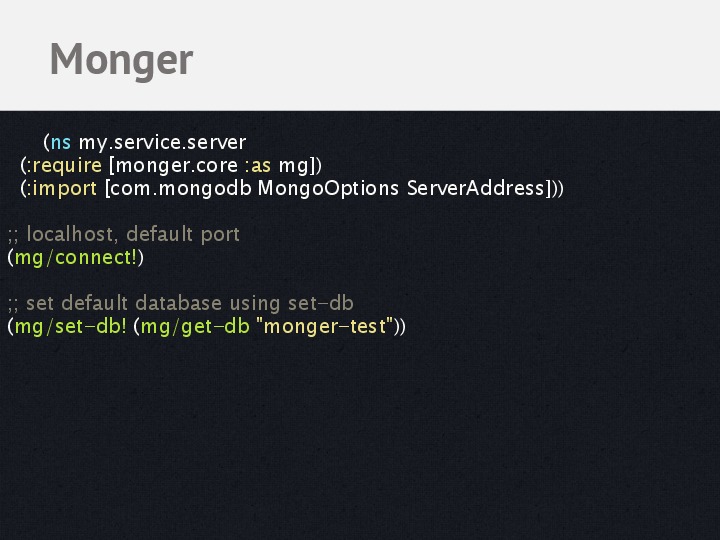 Monger
(ns my.service.server
(:require [monger.core :as mg])
(:import [com.mongodb MongoOptions ServerAddress]))
;; localhost, default port
(mg/connect!)
;; set default database using set-db
(mg/set-db! (mg/get-db "monger-test"))